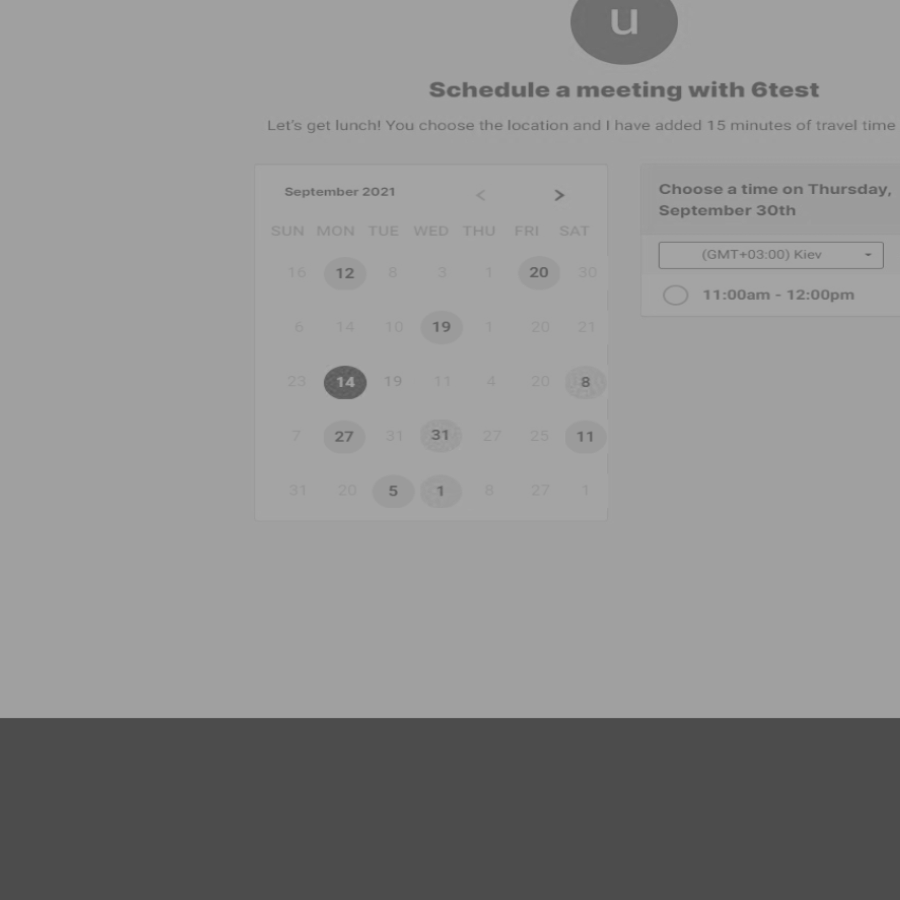 u
Schedule a meeting with 6test
Let's get lunch! You choose the location and I have added 15 minutes of travel time
September 2021 < >
SUN MON TUE WED THU FRI SAT
16 12 8 3 1 20 30
6 14 10 19 1 20 21
23 14 19 11 4 20 8
7 27 31 31 27 25 11
31 20 5 1 8 27 1
Choose a time on Thursday,
September 30th
(GMT+03:00) Kiev
11:00am - 12:00pm